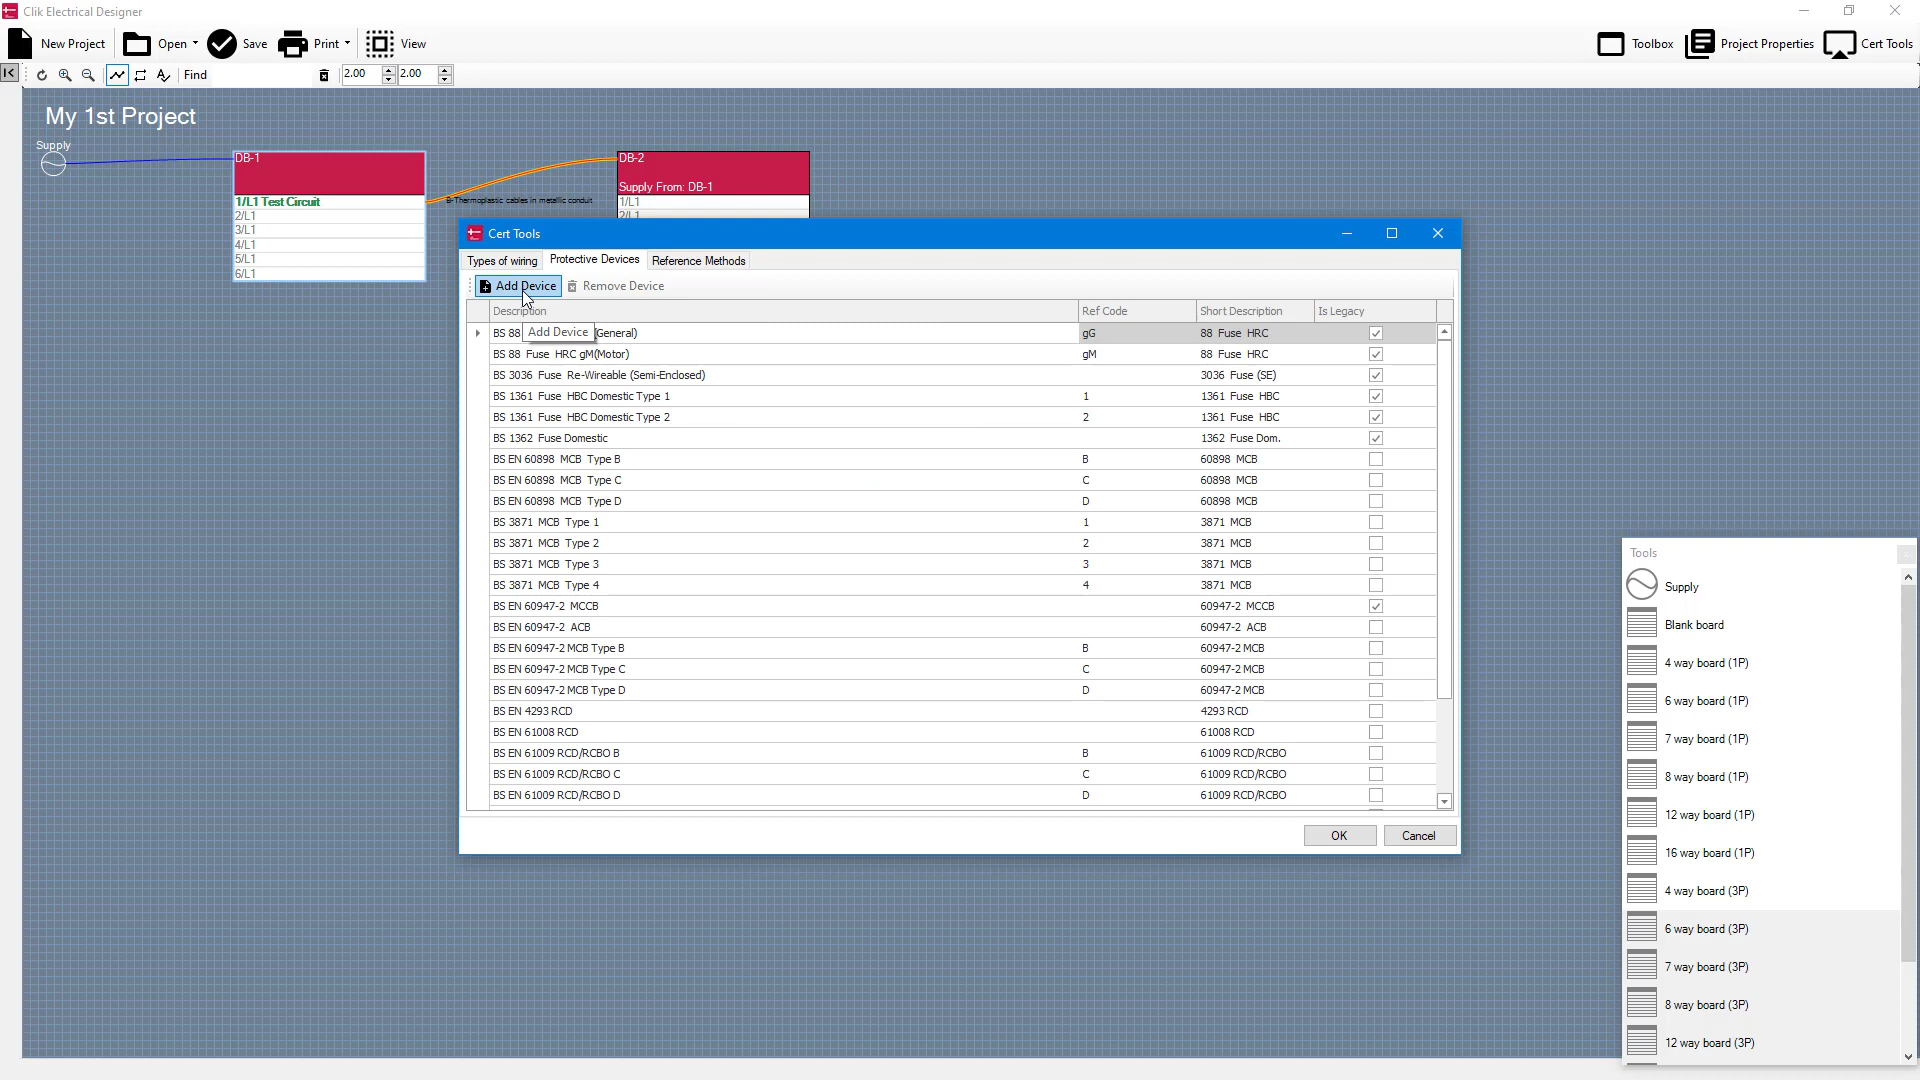 Clik Electrical Designer
New Project Open Save Print View Toolbox Project Properties Cert Tools
Find 2.00 2.00
My 1st Project
Supply
DB-1
1/L1 Test Circuit
2/L1
3/L1
4/L1
5/L1
6/L1
B-Thermoplastic cables in metallic conduit
DB-2
Supply From: DB-1
1/L1
2/L1
Cert Tools
Types of wiring Protective Devices Reference Methods
Add Device Remove Device
Description Ref Code Short Description Is Legacy
Add Device
BS 88 (General) gG 88 Fuse HRC
BS 88 Fuse HRC gM(Motor) gM 88 Fuse HRC
BS 3036 Fuse Re-Wireable (Semi-Enclosed) 3036 Fuse (SE)
BS 1361 Fuse HBC Domestic Type 1 1 1361 Fuse HBC
BS 1361 Fuse HBC Domestic Type 2 2 1361 Fuse HBC
BS 1362 Fuse Domestic 1362 Fuse Dom.
BS EN 60898 MCB Type B B 60898 MCB
BS EN 60898 MCB Type C C 60898 MCB
BS EN 60898 MCB Type D D 60898 MCB
BS 3871 MCB Type 1 1 3871 MCB
BS 3871 MCB Type 2 2 3871 MCB
BS 3871 MCB Type 3 3 3871 MCB
BS 3871 MCB Type 4 4 3871 MCB
BS EN 60947-2 MCCB 60947-2 MCCB
BS EN 60947-2 ACB 60947-2 ACB
BS EN 60947-2 MCB Type B B 60947-2 MCB
BS EN 60947-2 MCB Type C C 60947-2 MCB
BS EN 60947-2 MCB Type D D 60947-2 MCB
BS EN 4293 RCD 4293 RCD
BS EN 61008 RCD 61008 RCD
BS EN 61009 RCD/RCBO B B 61009 RCD/RCBO
BS EN 61009 RCD/RCBO C C 61009 RCD/RCBO
BS EN 61009 RCD/RCBO D D 61009 RCD/RCBO
OK Cancel
Tools
Supply
Blank board
4 way board (1P)
6 way board (1P)
7 way board (1P)
8 way board (1P)
12 way board (1P)
16 way board (1P)
4 way board (3P)
6 way board (3P)
7 way board (3P)
8 way board (3P)
12 way board (3P)